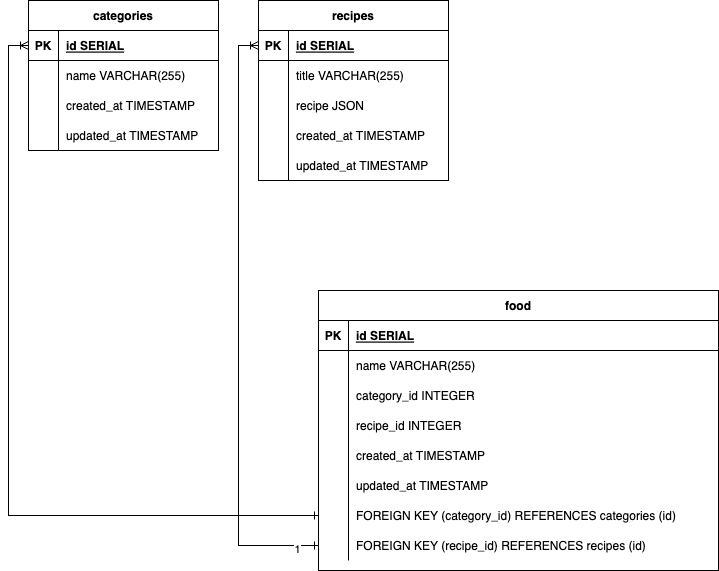 categories
PK id SERIAL
name VARCHAR(255)
created_at TIMESTAMP
updated_at TIMESTAMP
recipes
PK id SERIAL
title VARCHAR(255)
recipe JSON
created_at TIMESTAMP
updated_at TIMESTAMP
food
PK id SERIAL
name VARCHAR(255)
category_id INTEGER
recipe_id INTEGER
created_at TIMESTAMP
updated_at TIMESTAMP
FOREIGN KEY (category_id) REFERENCES categories (id)
1
FOREIGN KEY (recipe_id) REFERENCES recipes (id)